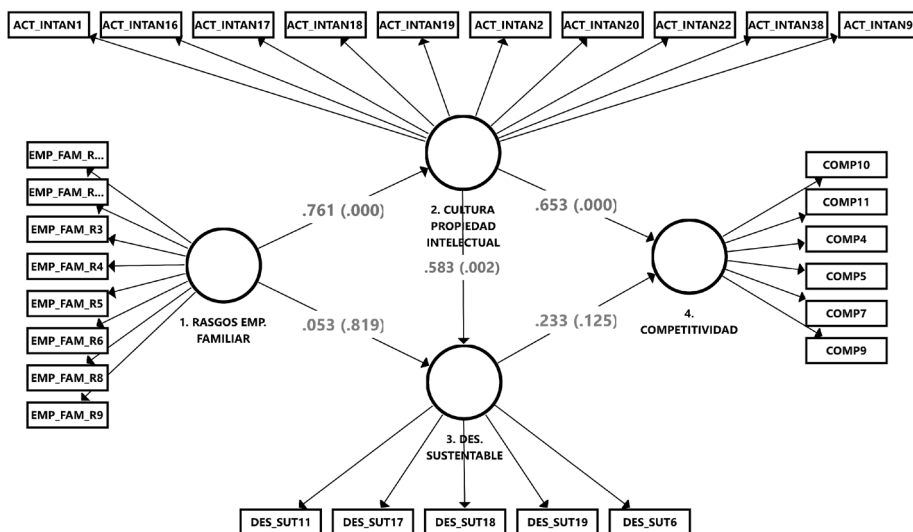 ACT_INTAN1 ACT_INTAN16 ACT_INTAN17 ACT_INTAN18 ACT_INTAN19 ACT_INTAN2 ACT_INTAN20 ACT_INTAN22 ACT_INTAN38 ACT_INTAN9
EMP_FAM_R...
EMP_FAM_R...
EMP_FAM_R3
EMP_FAM_R4
EMP_FAM_R5
EMP_FAM_R6
EMP_FAM_R8
EMP_FAM_R9
1. RASGOS EMP.
FAMILIAR
.761 (.000)
.053 (.819)
2. CULTURA
PROPIEDAD
INTELECTUAL
.583 (.002)
.653 (.000)
.233 (.125)
3. DES.
SUSTENTABLE
4.
COMPETITIVIDAD
COMP10
COMP11
COMP4
COMP5
COMP7
COMP9
DES_SUT11 DES_SUT17 DES_SUT18 DES_SUT19 DES_SUT6